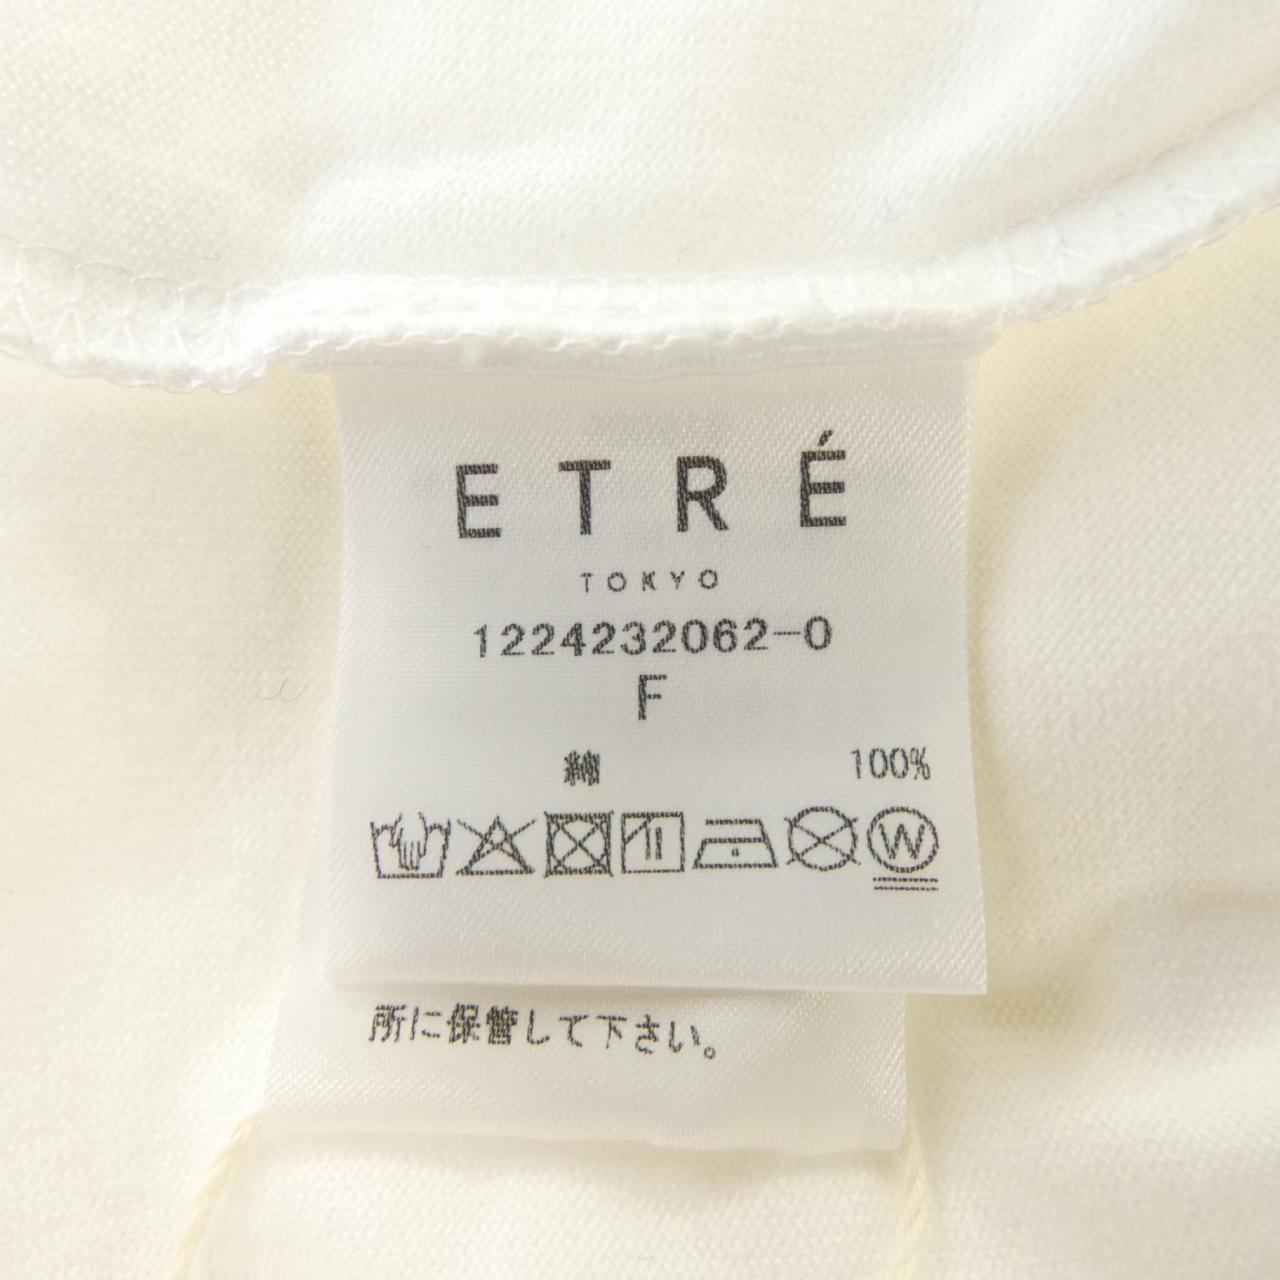 ETRÉ
TOKYO
1224232062-0
F
綿 100%
W
所に保管して下さい。